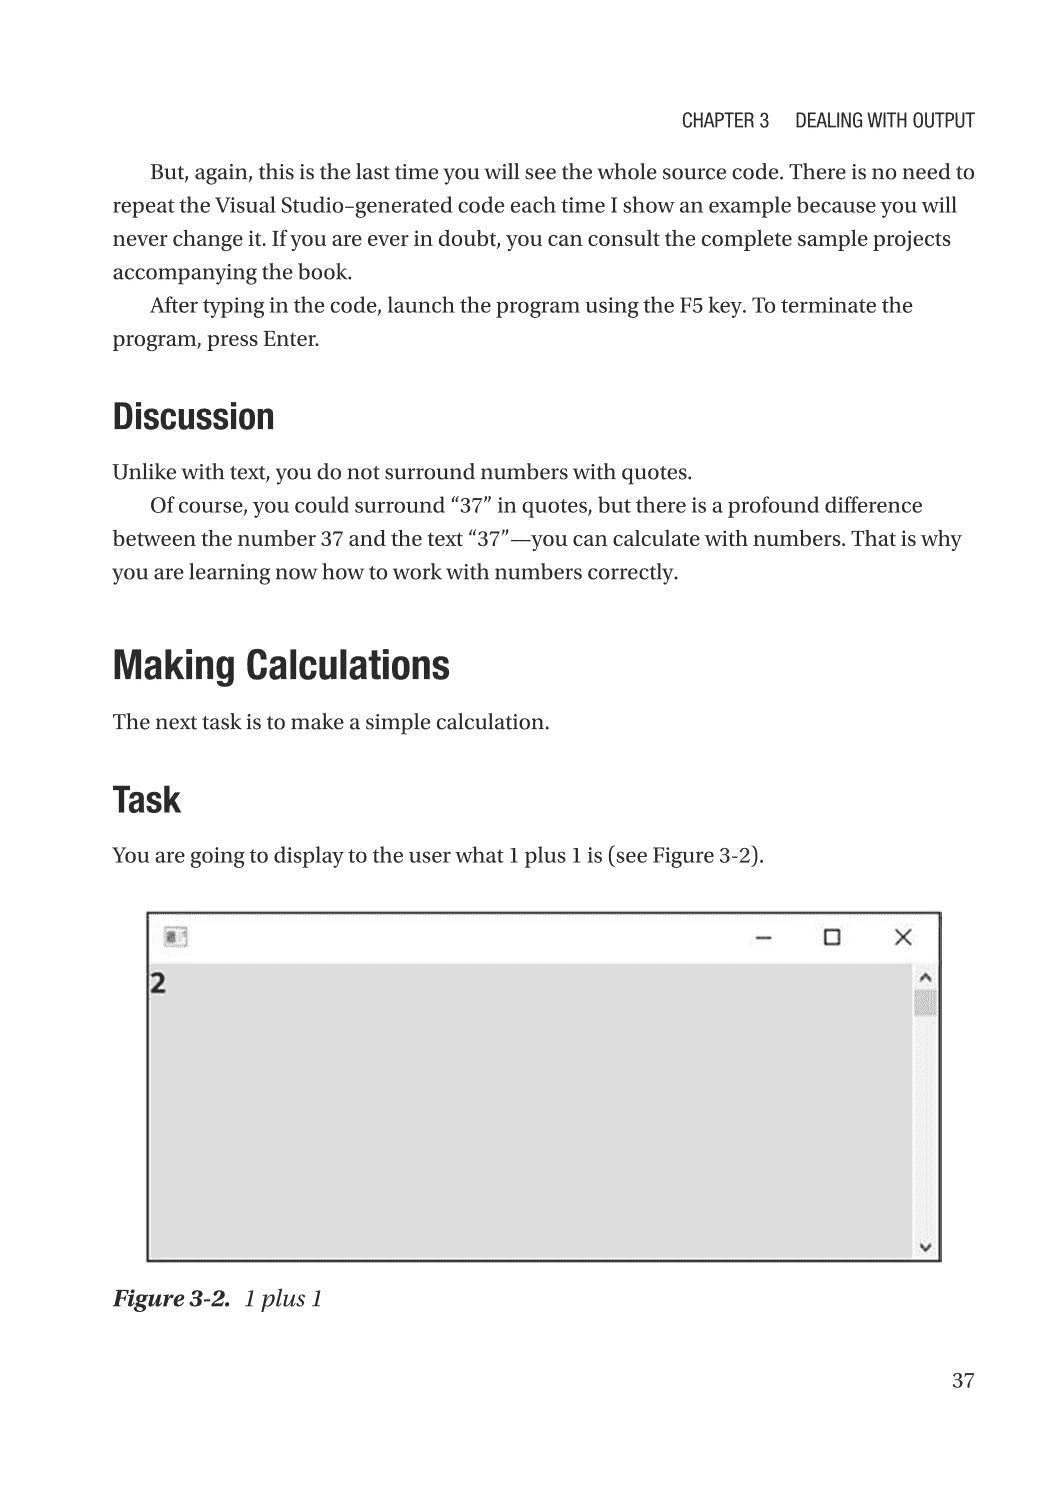 CHAPTER 3 DEALING WITH OUTPUT
But, again, this is the last time you will see the whole source code. There is no need to
repeat the Visual Studio–generated code each time I show an example because you will
never change it. If you are ever in doubt, you can consult the complete sample projects
accompanying the book.
After typing in the code, launch the program using the F5 key. To terminate the
program, press Enter.
Discussion
Unlike with text, you do not surround numbers with quotes.
Of course, you could surround “37” in quotes, but there is a profound difference
between the number 37 and the text “37”—you can calculate with numbers. That is why
you are learning now how to work with numbers correctly.
Making Calculations
The next task is to make a simple calculation.
Task
You are going to display to the user what 1 plus 1 is (see Figure 3-2).
2
Figure 3-2. 1 plus 1
37